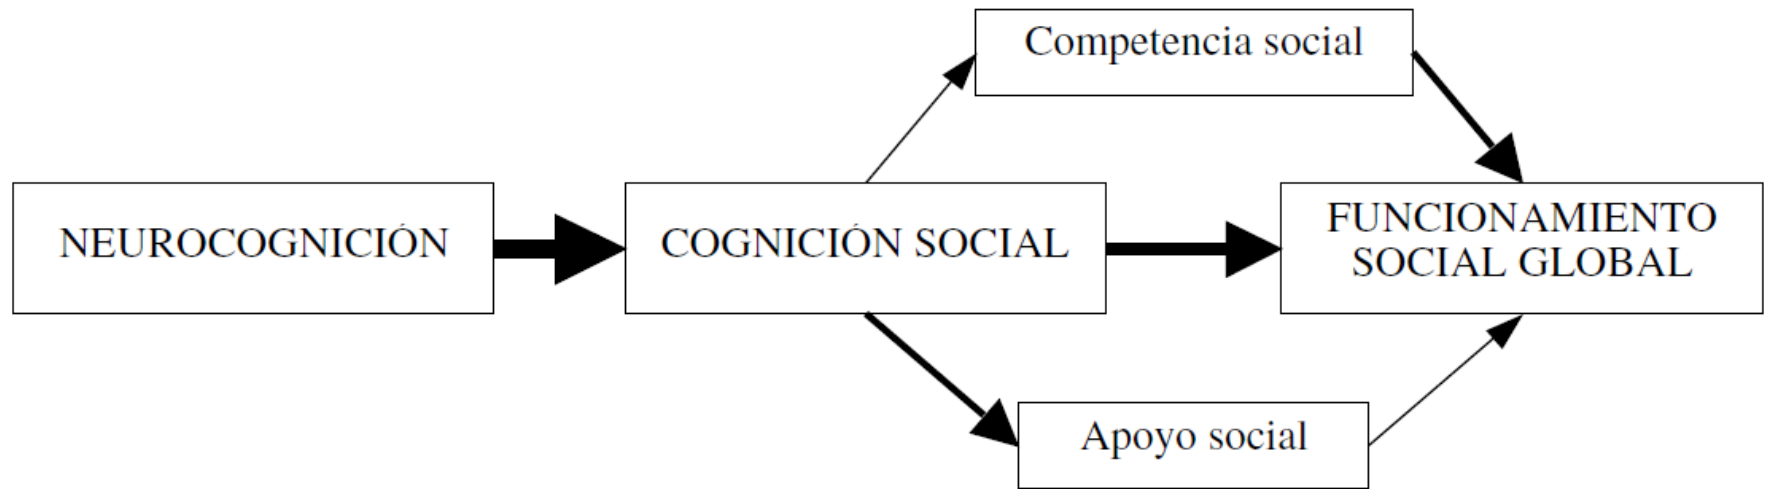 Competencia social
NEUROCOGNICIÓN
COGNICIÓN SOCIAL
FUNCIONAMIENTO
SOCIAL GLOBAL
Apoyo social